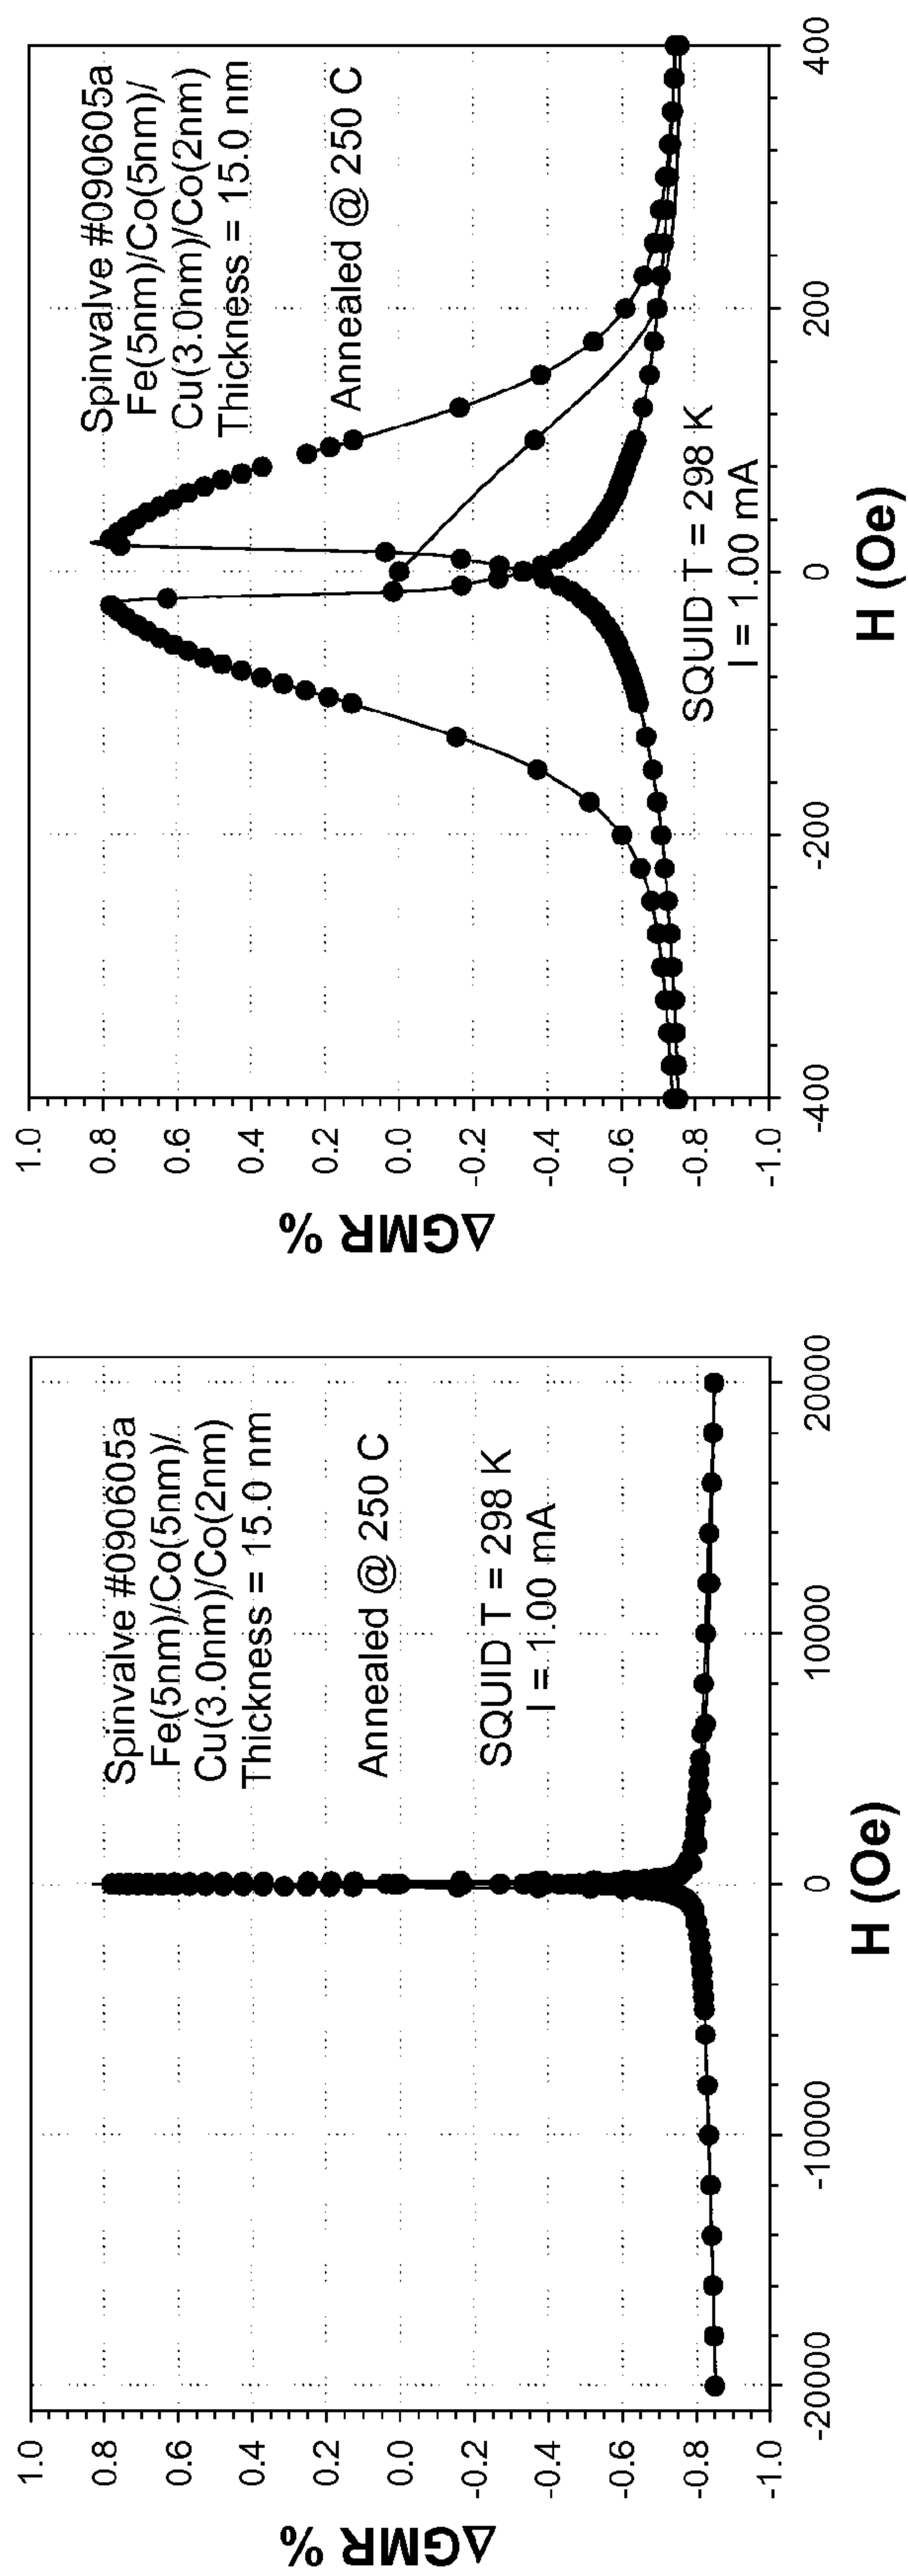 ΔGMR %
1.0
0.8
0.6
0.4
0.2
0.0
-0.2
-0.4
-0.6
-0.8
-1.0
Spinvalve #090605a
Fe(5nm)/Co(5nm)/
Cu(3.0nm)/Co(2nm)
Thickness = 15.0 nm
Annealed @ 250 C
SQUID T = 298 K
I = 1.00 mA
-20000
-10000
0
10000
20000
H (Oe)
ΔGMR %
1.0
0.8
0.6
0.4
0.2
0.0
-0.2
-0.4
-0.6
-0.8
-1.0
Spinvalve #090605a
Fe(5nm)/Co(5nm)/
Cu(3.0nm)/Co(2nm)
Thickness = 15.0 nm
Annealed @ 250 C
SQUID T = 298 K
I = 1.00 mA
-400
-200
0
200
400
H (Oe)